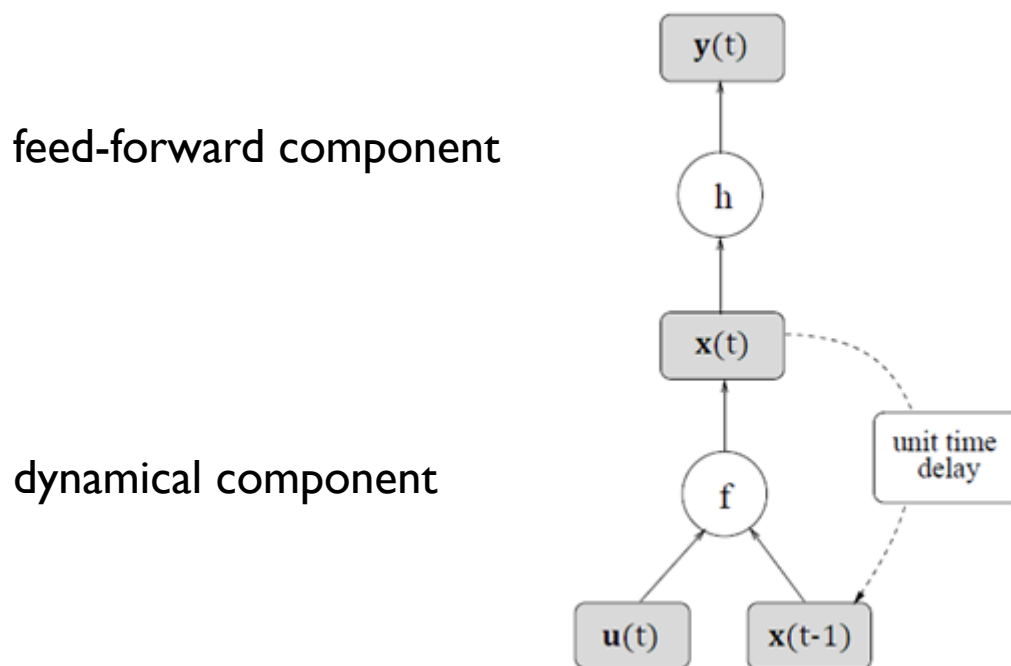 y(t)
feed-forward component
h
x(t)
unit time
delay
dynamical component
f
u(t)
x(t-1)